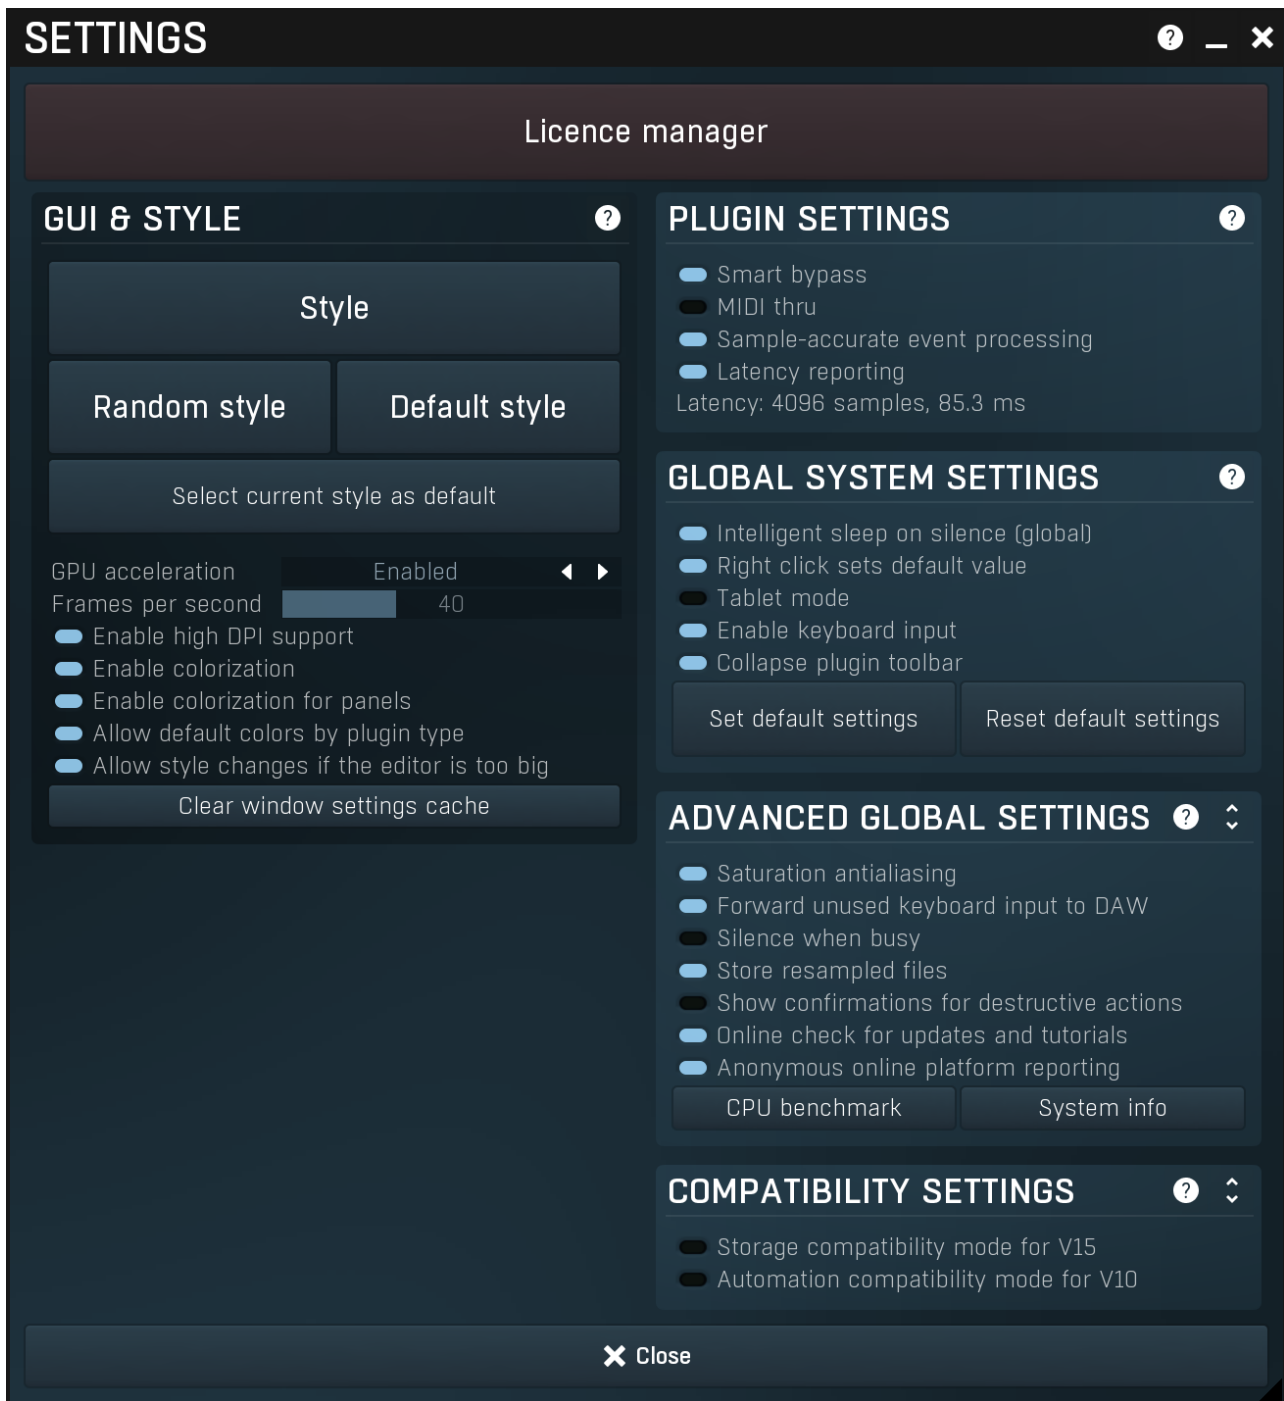 SETTINGS
Licence manager
GUI & STYLE
Style
Random style
Default style
Select current style as default
GPU acceleration Enabled
Frames per second 40
Enable high DPI support
Enable colorization
Enable colorization for panels
Allow default colors by plugin type
Allow style changes if the editor is too big
Clear window settings cache
PLUGIN SETTINGS
Smart bypass
MIDI thru
Sample-accurate event processing
Latency reporting
Latency: 4096 samples, 85.3 ms
GLOBAL SYSTEM SETTINGS
Intelligent sleep on silence (global)
Right click sets default value
Tablet mode
Enable keyboard input
Collapse plugin toolbar
Set default settings
Reset default settings
ADVANCED GLOBAL SETTINGS
Saturation antialiasing
Forward unused keyboard input to DAW
Silence when busy
Store resampled files
Show confirmations for destructive actions
Online check for updates and tutorials
Anonymous online platform reporting
CPU benchmark
System info
COMPATIBILITY SETTINGS
Storage compatibility mode for V15
Automation compatibility mode for V10
Close